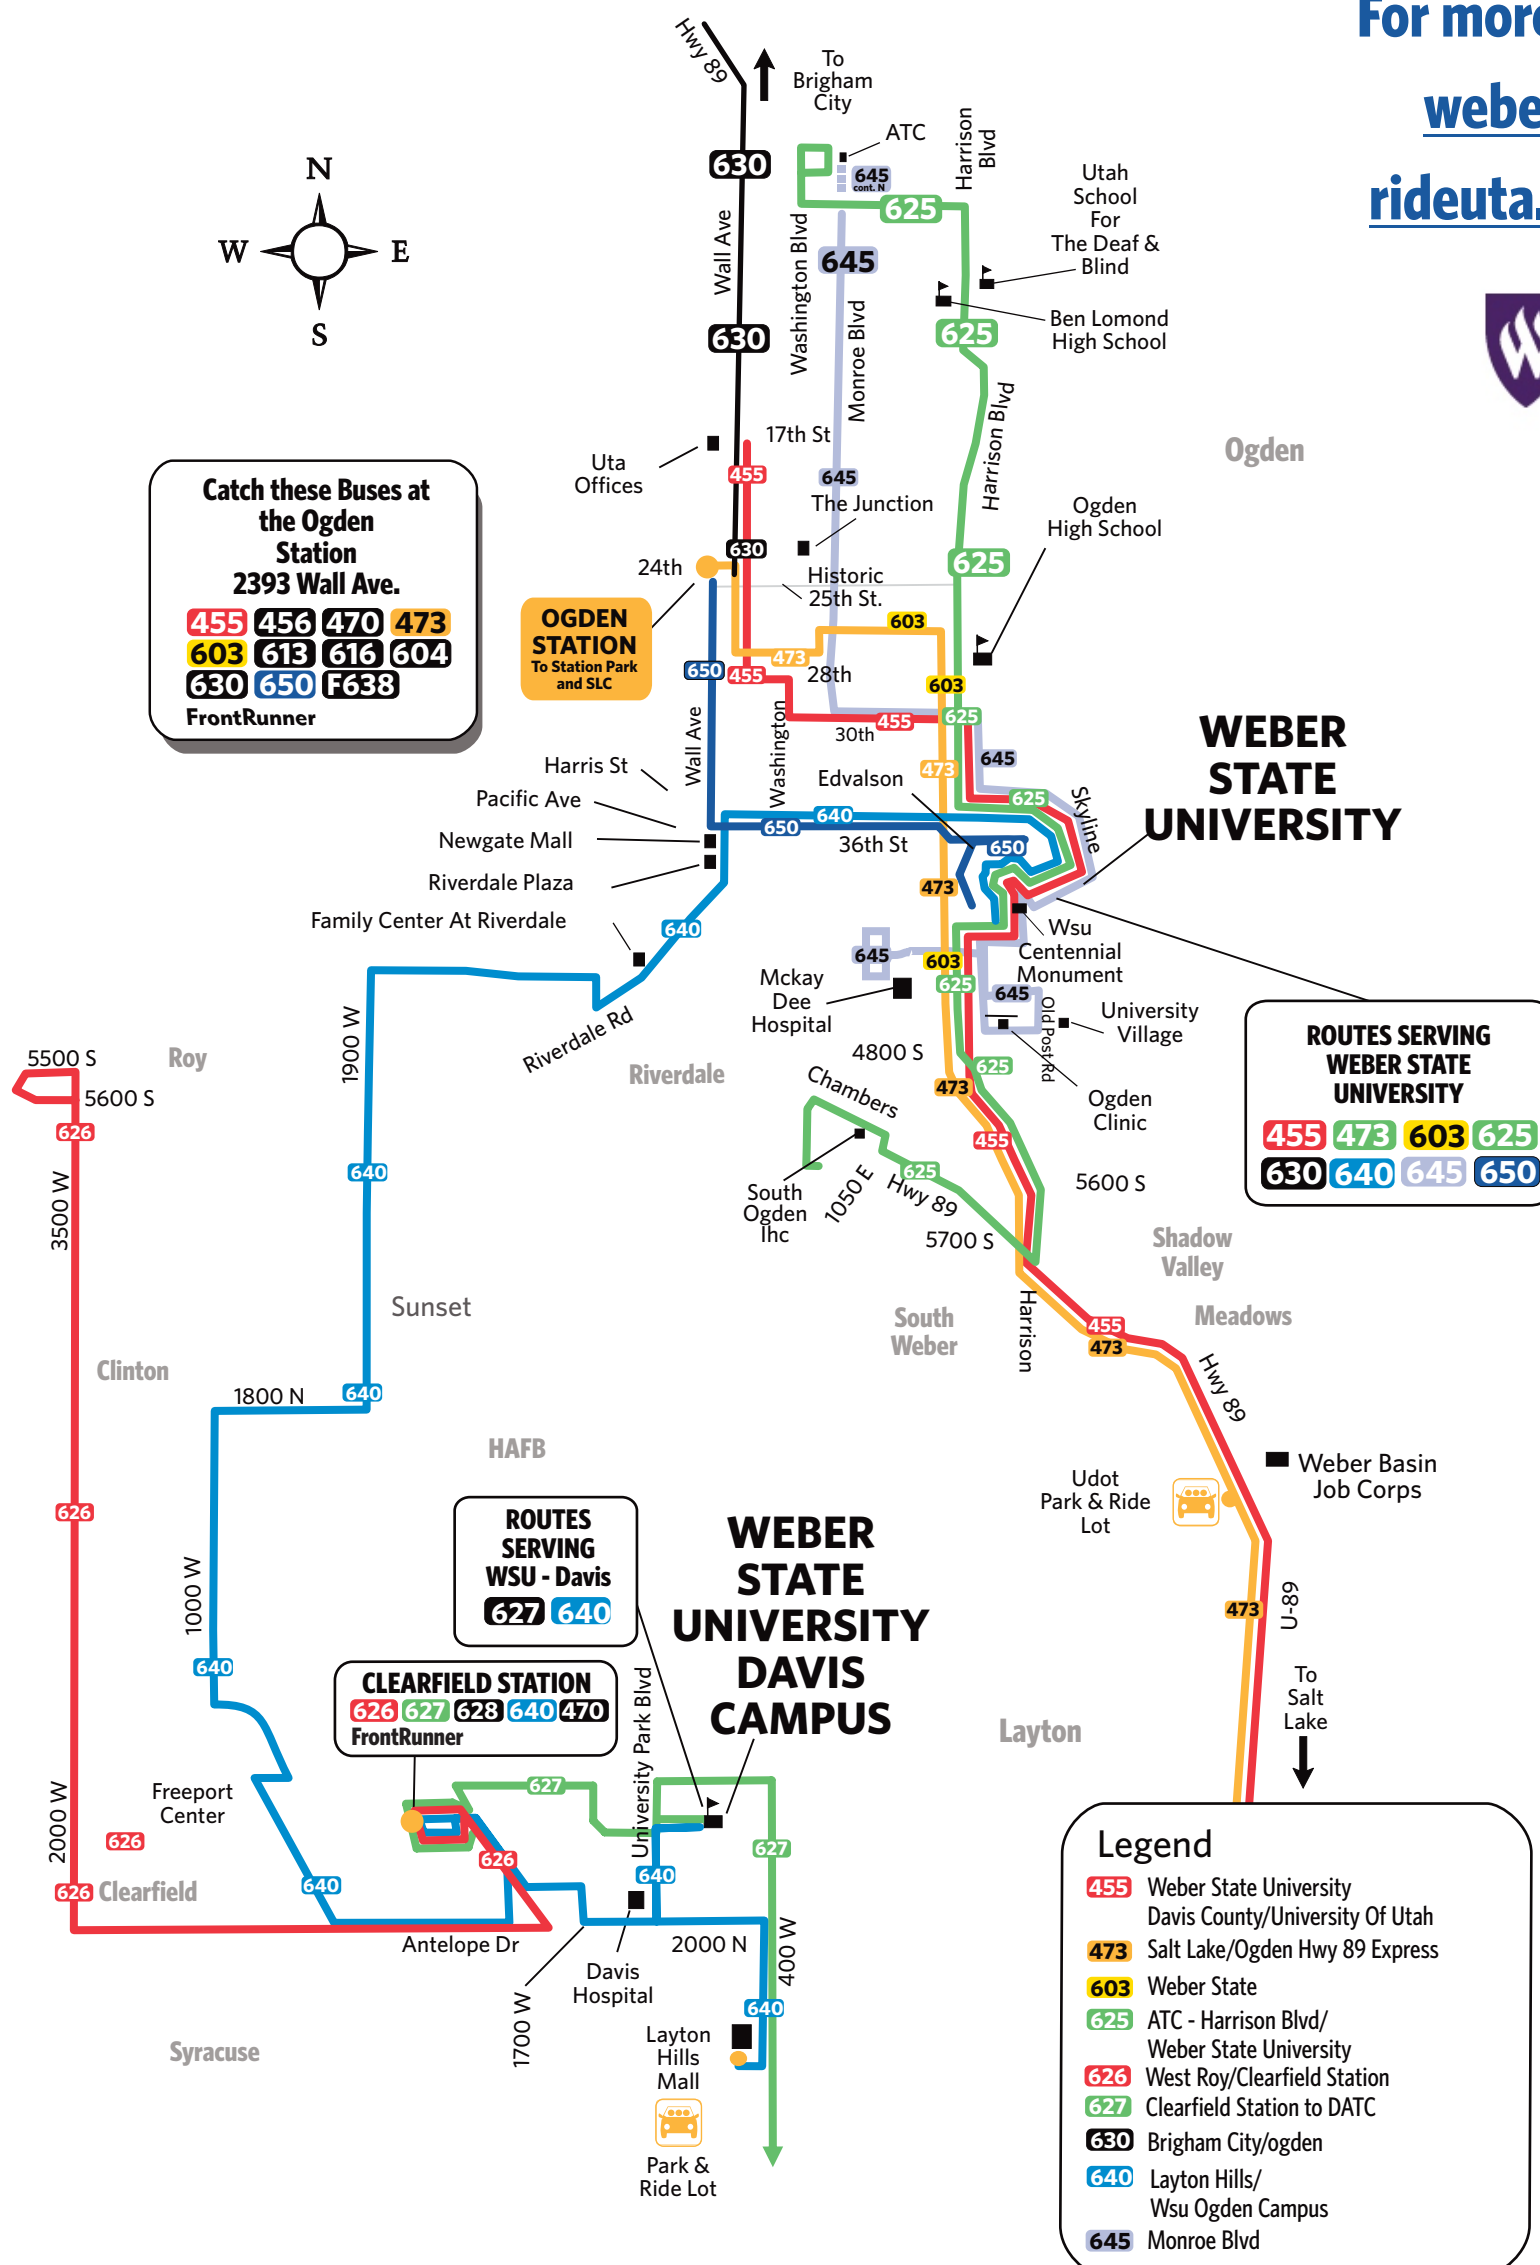 For more
webe
rideuta.
Hwy 89
To
Brigham
City
N
W
E
S
630
ATC
645
cont. N
625
Harrison
Blvd
Utah
School
For
The Deaf &
Blind
Wall Ave
Washington Blvd
645
Monroe Blvd
630
625
Ben Lomond
High School
Harrison Blvd
Ogden
17th St
Uta
Offices
455
645
The Junction
Ogden
High School
Catch these Buses at
the Ogden
Station
2393 Wall Ave.
455 456 470 473
603 613 616 604
630 650 F638
FrontRunner
24th
630
625
Historic
25th St.
OGDEN
STATION
To Station Park
and SLC
603
473
650
455
28th
603
625
455
30th
Wall Ave
Washington
645
473
Edvalson
Harris St
Pacific Ave
Newgate Mall
Riverdale Plaza
Family Center At Riverdale
625
Skyline
WEBER
STATE
UNIVERSITY
640
650
36th St
650
473
640
Wsu
Centennial
Monument
645
603
625
Mckay
Dee
Hospital
645
Old Post Rd
University
Village
ROUTES SERVING
WEBER STATE
UNIVERSITY
455 473 603 625
630 640 645 650
1900 W
Riverdale Rd
Roy
Riverdale
5500 S
5600 S
626
4800 S
625
473
Chambers
Ogden
Clinic
455
640
3500 W
South
Ogden
Ihc
1050 E
625
Hwy 89
5700 S
5600 S
Shadow
Valley
Meadows
Sunset
South
Weber
Harrison
455
473
Hwy 89
Clinton
1800 N
640
HAFB
Udot
Park & Ride
Lot
Weber Basin
Job Corps
626
ROUTES
SERVING
WSU - Davis
627 640
WEBER
STATE
UNIVERSITY
DAVIS
CAMPUS
1000 W
640
473
U-89
CLEARFIELD STATION
626 627 628 640 470
FrontRunner
University Park Blvd
To
Salt
Lake
Layton
Freeport
Center
2000 W
626
627
627
626
640
626
Clearfield
640
Antelope Dr
2000 N
400 W
Davis
Hospital
1700 W
640
Layton
Hills
Mall
Syracuse
Park &
Ride Lot
Legend
455 Weber State University
Davis County/University Of Utah
473 Salt Lake/Ogden Hwy 89 Express
603 Weber State
625 ATC - Harrison Blvd/
Weber State University
626 West Roy/Clearfield Station
627 Clearfield Station to DATC
630 Brigham City/ogden
640 Layton Hills/
Wsu Ogden Campus
645 Monroe Blvd